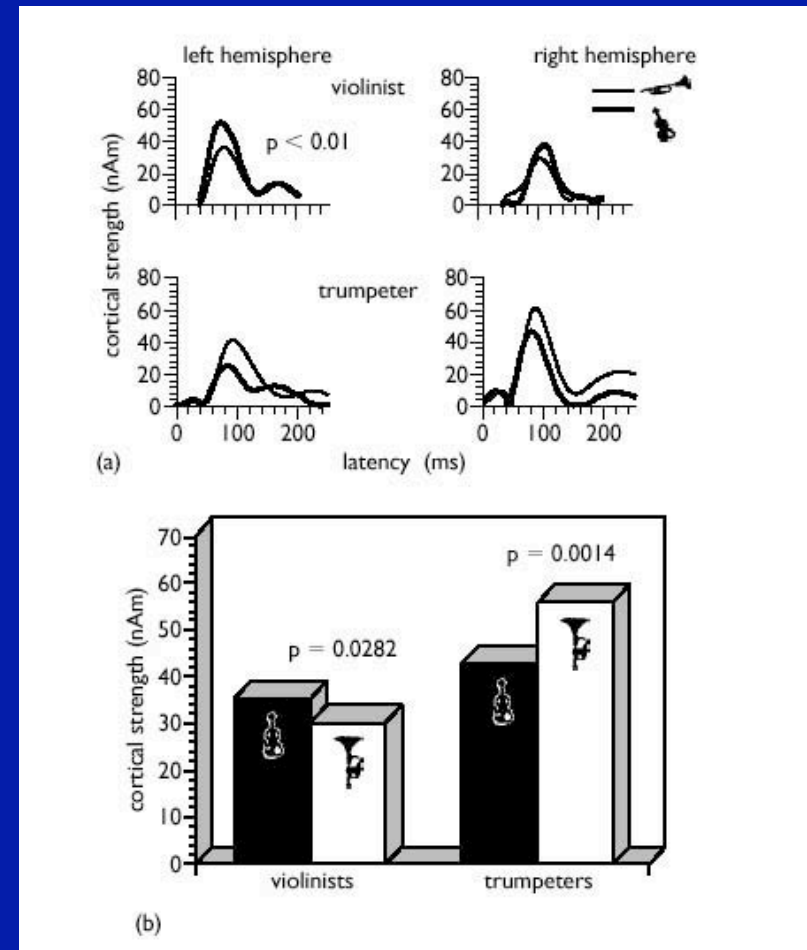 left hemisphere
right hemisphere
violinist
80
60
40
20
0
p < 0.01
80
60
40
20
0
cortical strength (nAm)
trumpeter
80
60
40
20
0
0 100 200
80
60
40
20
0
0 100 200
(a)
latency (ms)
70
60
50
40
30
20
10
0
cortical strength (nAm)
p = 0.0282
p = 0.0014
violinists
trumpeters
(b)